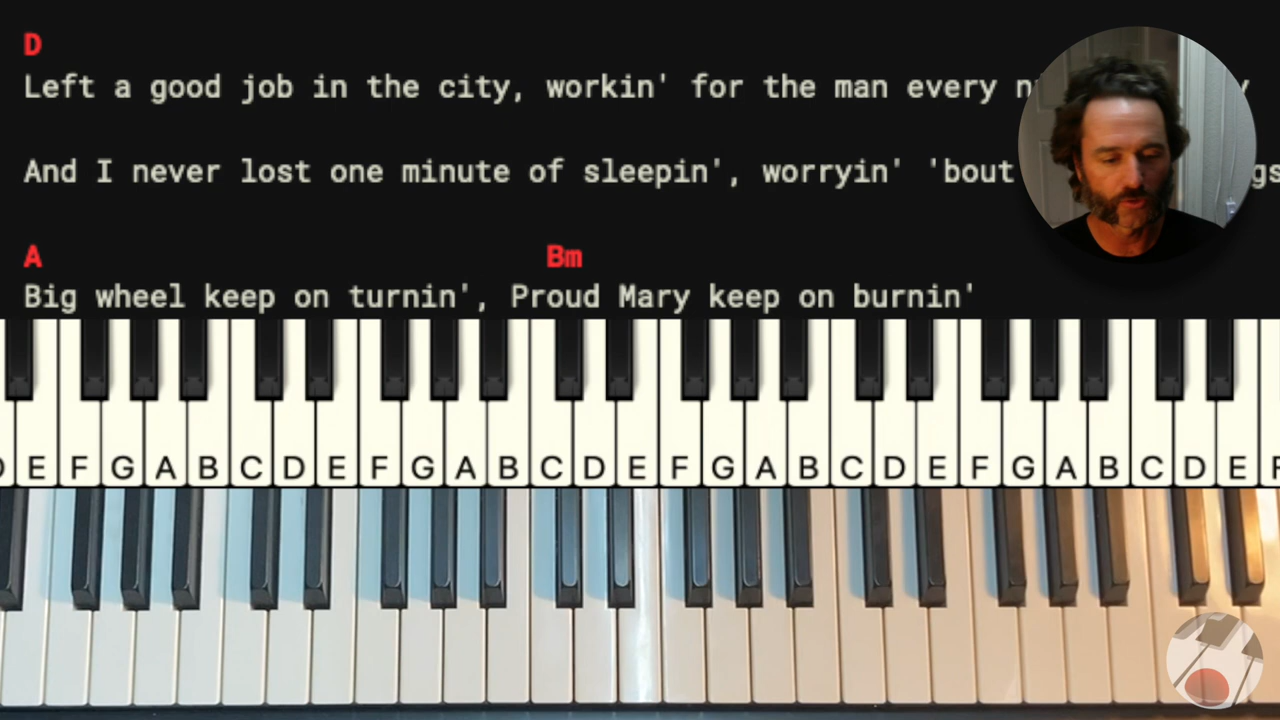 D
Left a good job in the city, workin' for the man every
And I never lost one minute of sleepin', worryin' 'bout
A Bm
Big wheel keep on turnin', Proud Mary keep on burnin'
E F G A B C D E F G A B C D E F G A B C D E F G A B C D E